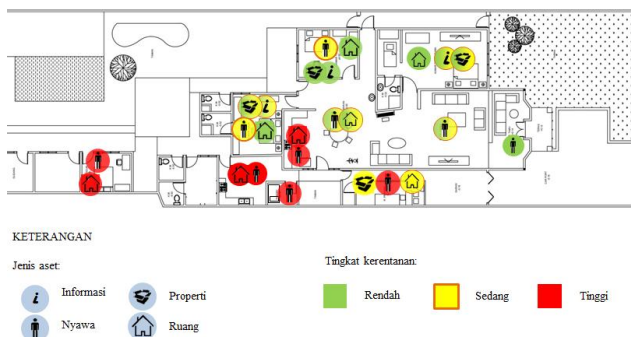 KETERANGAN
Jenis aset:
Tingkat kerentanan:
Informasi
Properti
Rendah
Sedang
Tinggi
Nyawa
Ruang